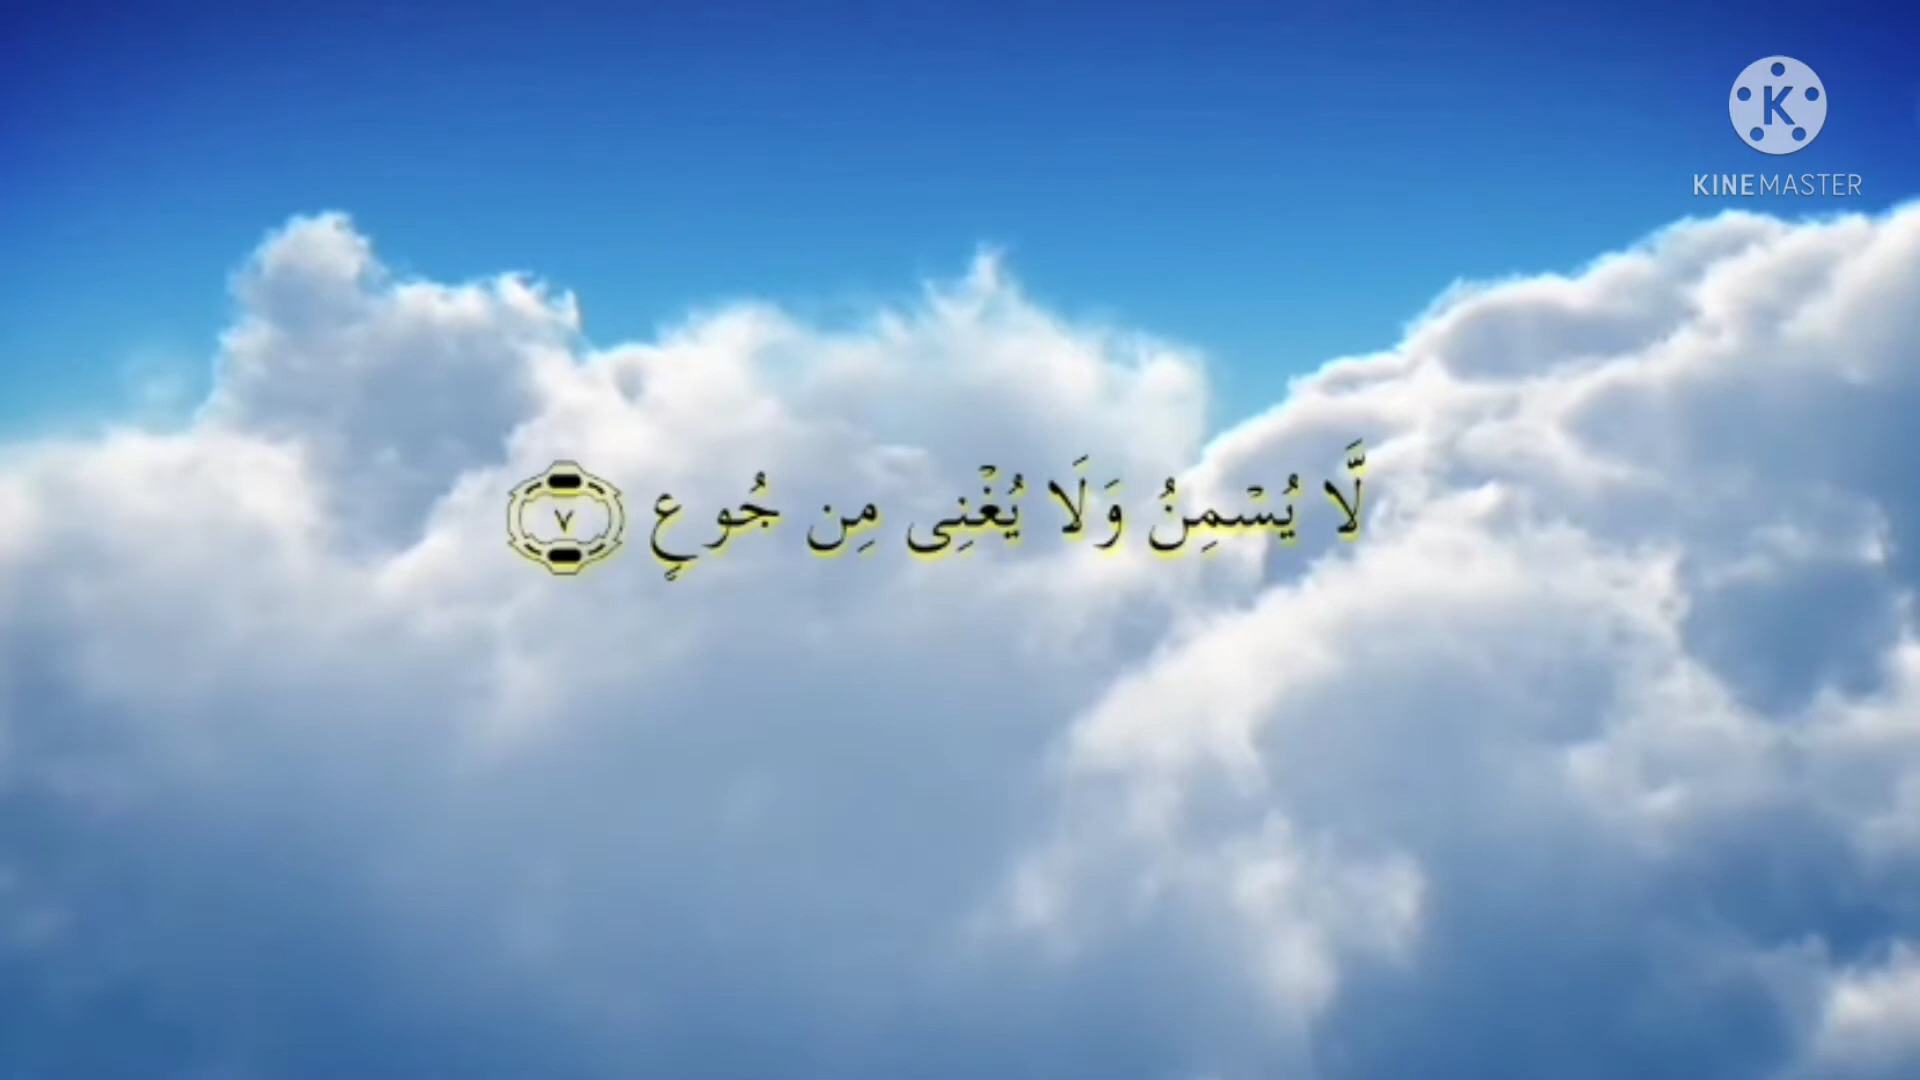 KINEMASTER
لَّا يُسْمِنُ وَلَا يُغْنِى مِن جُوعٍ ٧